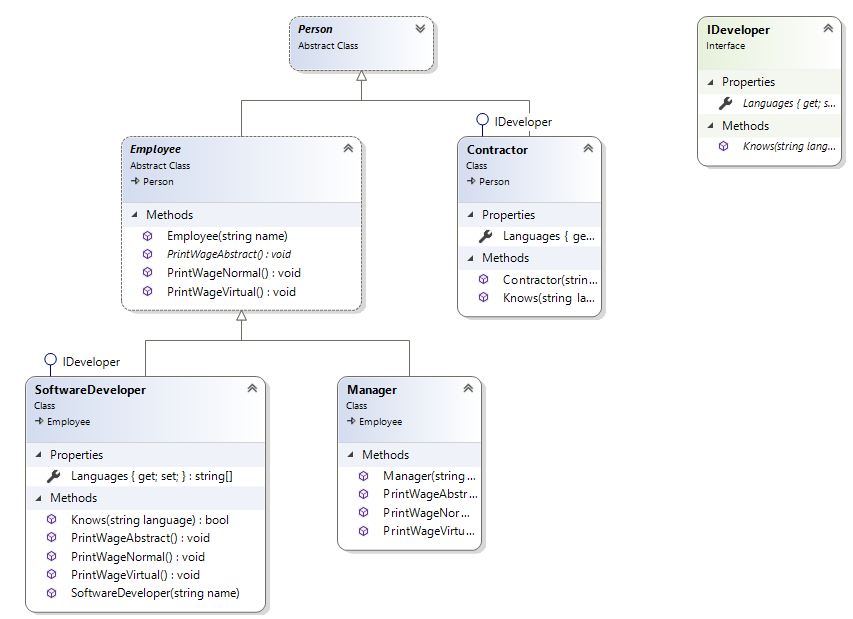 Person
Abstract Class
IDeveloper
Interface
Properties
Languages { get; s...
Methods
Knows(string lang...
Employee
Abstract Class
Person
Methods
Employee(string name)
PrintWageAbstract() : void
PrintWageNormal() : void
PrintWageVirtual() : void
IDeveloper
Contractor
Class
Person
Properties
Languages { ge...
Methods
Contractor(strin...
Knows(string la...
IDeveloper
SoftwareDeveloper
Class
Employee
Properties
Languages { get; set; } : string[]
Methods
Knows(string language) : bool
PrintWageAbstract() : void
PrintWageNormal() : void
PrintWageVirtual() : void
SoftwareDeveloper(string name)
Manager
Class
Employee
Methods
Manager(string ...
PrintWageAbstr...
PrintWageNor...
PrintWageVirtu...